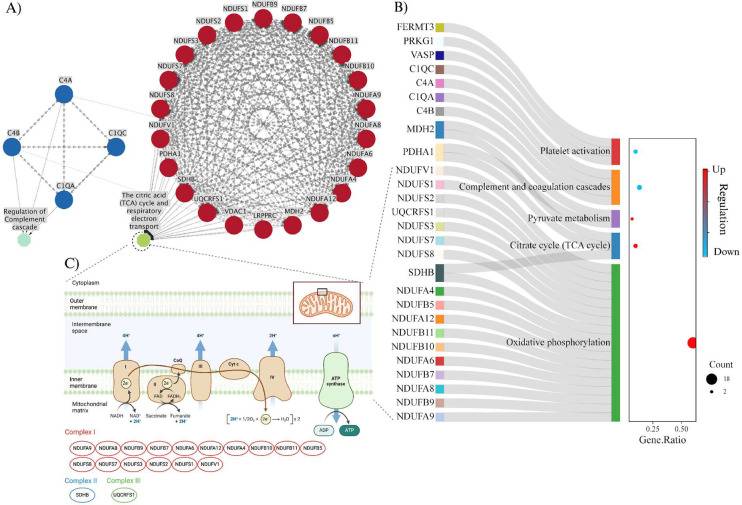 A)
NDUFB9
NDUFS1
NDUFB7
NDUFS2
NDUFB5
NDUFS3
NDUFB11
NDUFS7
NDUFB10
NDUFS8
NDUFA9
NDUFV1
NDUFA8
PDHA1
NDUFA6
SDHB
NDUFA4
UQCRFS1
NDUFA12
VDAC1
LRPPRC
MDH2
C4A
C4B
C1QC
C1QA
Regulation of
Complement
cascade
The citric acid
(TCA) cycle and
respiratory
electron
transport
B)
FERMT3
PRKG1
VASP
C1QC
C4A
C1QA
C4B
MDH2
PDHA1
NDUFV1
NDUFS1
NDUFS2
UQCRFS1
NDUFS3
NDUFS7
NDUFS8
SDHB
NDUFA4
NDUFB5
NDUFA12
NDUFB11
NDUFB10
NDUFA6
NDUFB7
NDUFA8
NDUFB9
NDUFA9
Platelet activation
Complement and coagulation cascades
Pyruvate metabolism
Citrate cycle (TCA cycle)
Oxidative phosphorylation
0.25 0.50
Gene.Ratio
Up
Regulation
Down
Count
18
2
C)
Cytoplasm
Outer
membrane
Intermembrane
space
4H⁺
4H⁺
2H⁺
nH⁺
CoQ
Cyt c
I
II
III
IV
2e⁻
2e⁻
FAD
FADH₂
ATP
synthase
Inner
membrane
Mitochondrial
matrix
NADH
NAD⁺
+ 2H⁺
Succinate
Fumarate
+ 2H⁺
[2H⁺ + 1/2O₂ + 2e⁻ → H₂O] x 2
ADP
ATP
Complex I
NDUFA9 NDUFA8 NDUFB9 NDUFB7 NDUFA6 NDUFA12 NDUFA4 NDUFB10 NDUFB11 NDUFB5
NDUFS8 NDUFS7 NDUFS3 NDUFS2 NDUFS1 NDUFV1
Complex II
Complex III
SDHB
UQCRFS1